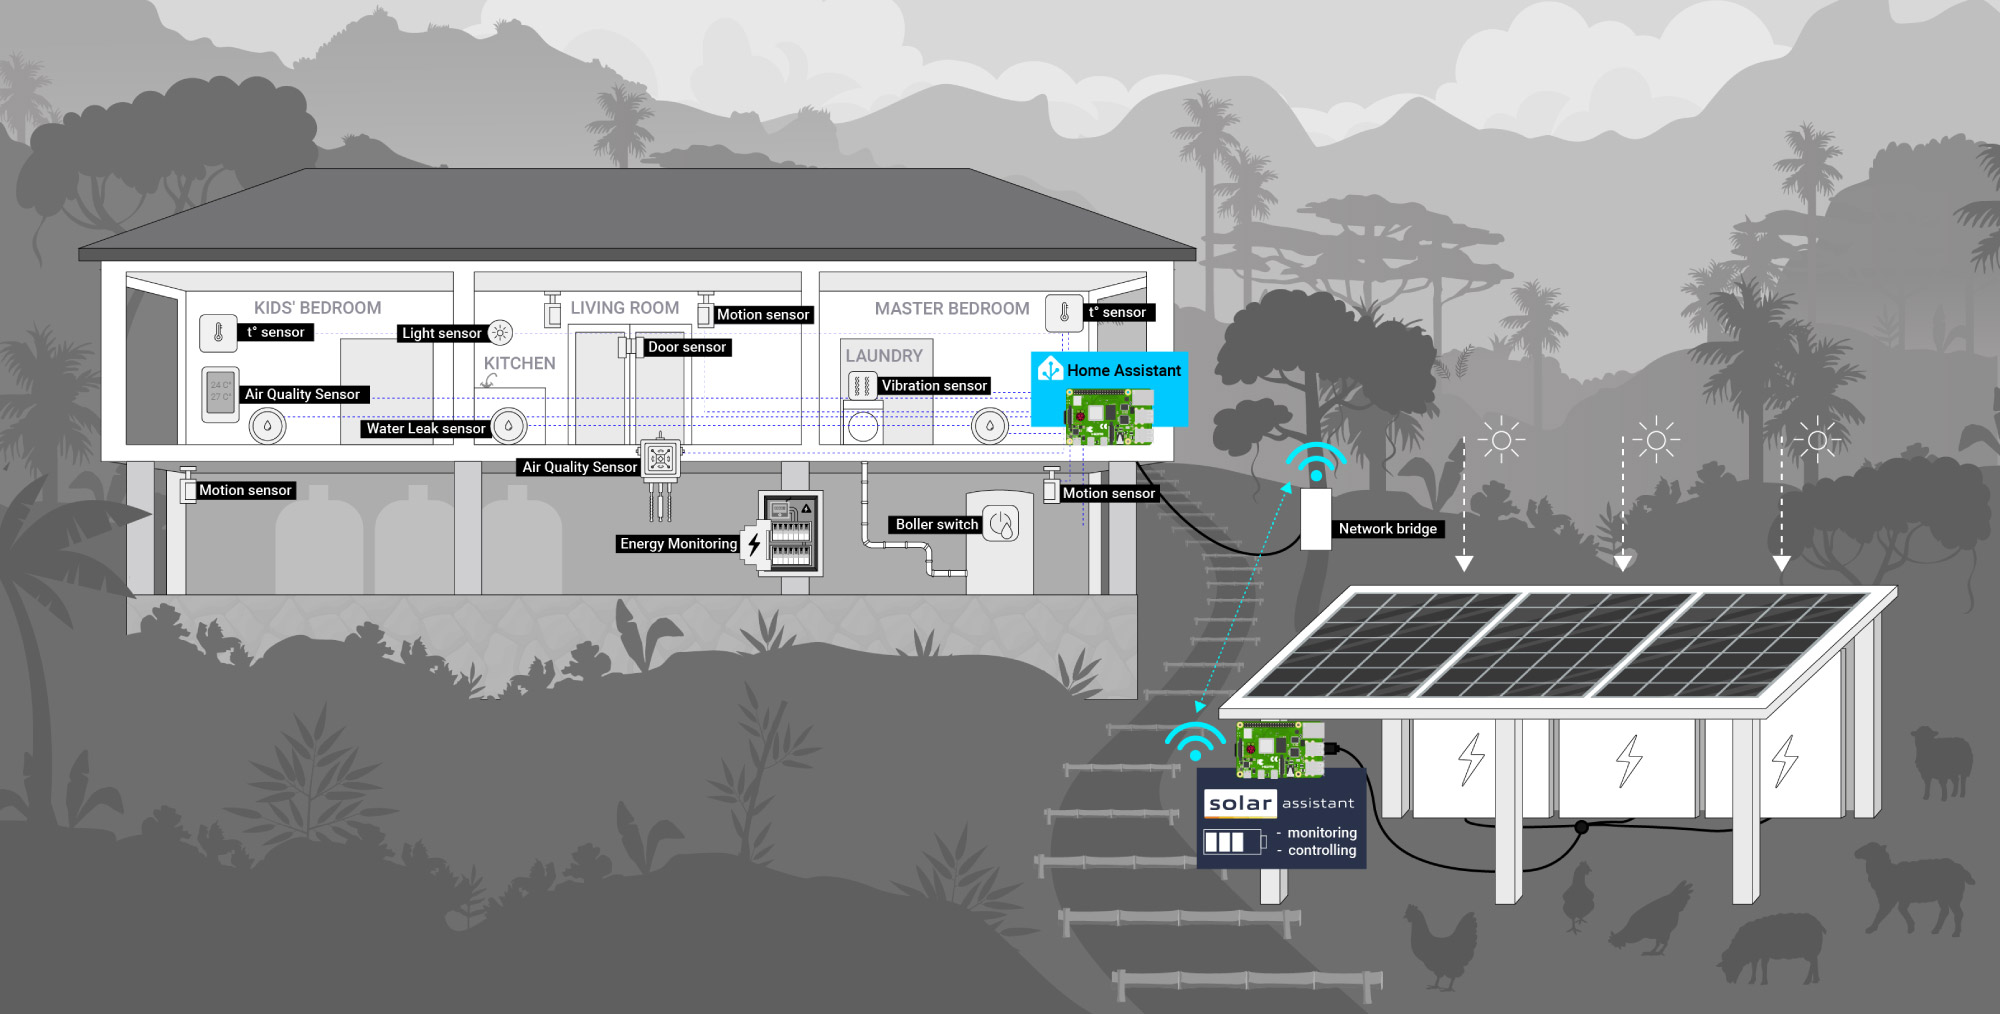 KIDS' BEDROOM
LIVING ROOM
MASTER BEDROOM
t° sensor
Light sensor
Motion sensor
t° sensor
Door sensor
KITCHEN
LAUNDRY
Home Assistant
24 C°
27 C°
Air Quality Sensor
Vibration sensor
Water Leak sensor
Air Quality Sensor
Motion sensor
Motion sensor
Energy Monitoring
Boller switch
Network bridge
solar assistant
- monitoring
- controlling